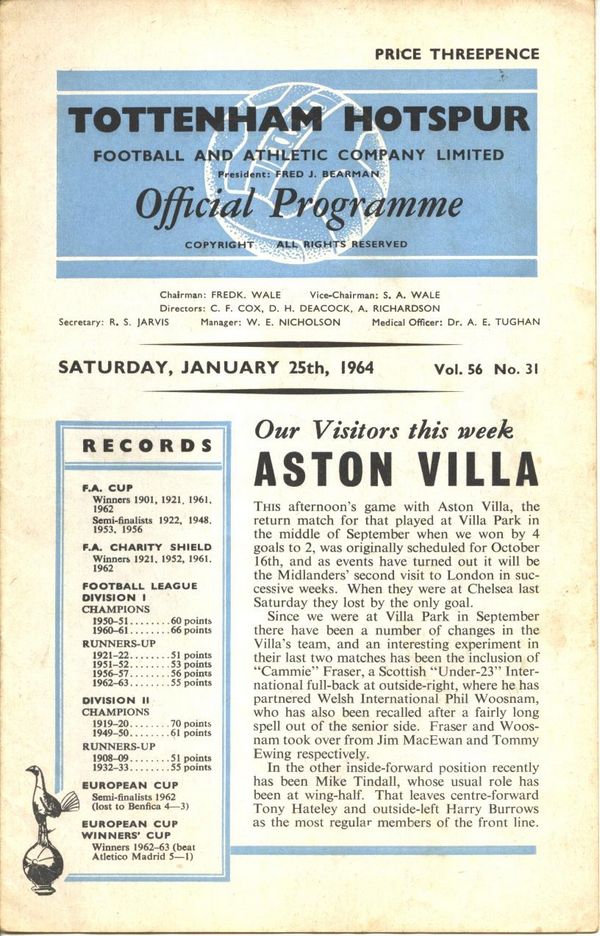 PRICE THREEPENCE
TOTTENHAM HOTSPUR
FOOTBALL AND ATHLETIC COMPANY LIMITED
President: FRED J. BEARMAN
Official Programme
COPYRIGHT ALL RIGHTS RESERVED
Chairman: FREDK. WALE Vice-Chairman: S. A. WALE
Directors: C. F. COX, D. H. DEACOCK, A. RICHARDSON
Secretary: R. S. JARVIS Manager: W. E. NICHOLSON Medical Officer: Dr. A. E. TUGHAN
SATURDAY, JANUARY 25th, 1964 Vol. 56 No. 31
RECORDS
F.A. CUP
Winners 1901, 1921, 1961,
1962
Semi-finalists 1922, 1948,
1953, 1956
F.A. CHARITY SHIELD
Winners 1921, 1952, 1961,
1962
FOOTBALL LEAGUE
DIVISION I
CHAMPIONS
1950–51........60 points
1960–61........66 points
RUNNERS-UP
1921–22........51 points
1951–52........53 points
1956–57........56 points
1962–63........55 points
DIVISION II
CHAMPIONS
1919–20........70 points
1949–50........61 points
RUNNERS-UP
1908–09........51 points
1932–33........55 points
EUROPEAN CUP
Semi-finalists 1962
(lost to Benfica 4—3)
EUROPEAN CUP
WINNERS' CUP
Winners 1962–63 (beat
Atletico Madrid 5—1)
Our Visitors this week
ASTON VILLA
THIS afternoon's game with Aston Villa, the
return match for that played at Villa Park in
the middle of September when we won by 4
goals to 2, was originally scheduled for October
16th, and as events have turned out it will be
the Midlanders' second visit to London in suc-
cessive weeks. When they were at Chelsea last
Saturday they lost by the only goal.
Since we were at Villa Park in September
there have been a number of changes in the
Villa's team, and an interesting experiment in
their last two matches has been the inclusion of
"Cammie" Fraser, a Scottish "Under-23" Inter-
national full-back at outside-right, where he has
partnered Welsh International Phil Woosnam,
who has also been recalled after a fairly long
spell out of the senior side. Fraser and Woos-
nam took over from Jim MacEwan and Tommy
Ewing respectively.
In the other inside-forward position recently
has been Mike Tindall, whose usual role has
been at wing-half. That leaves centre-forward
Tony Hateley and outside-left Harry Burrows
as the most regular members of the front line.